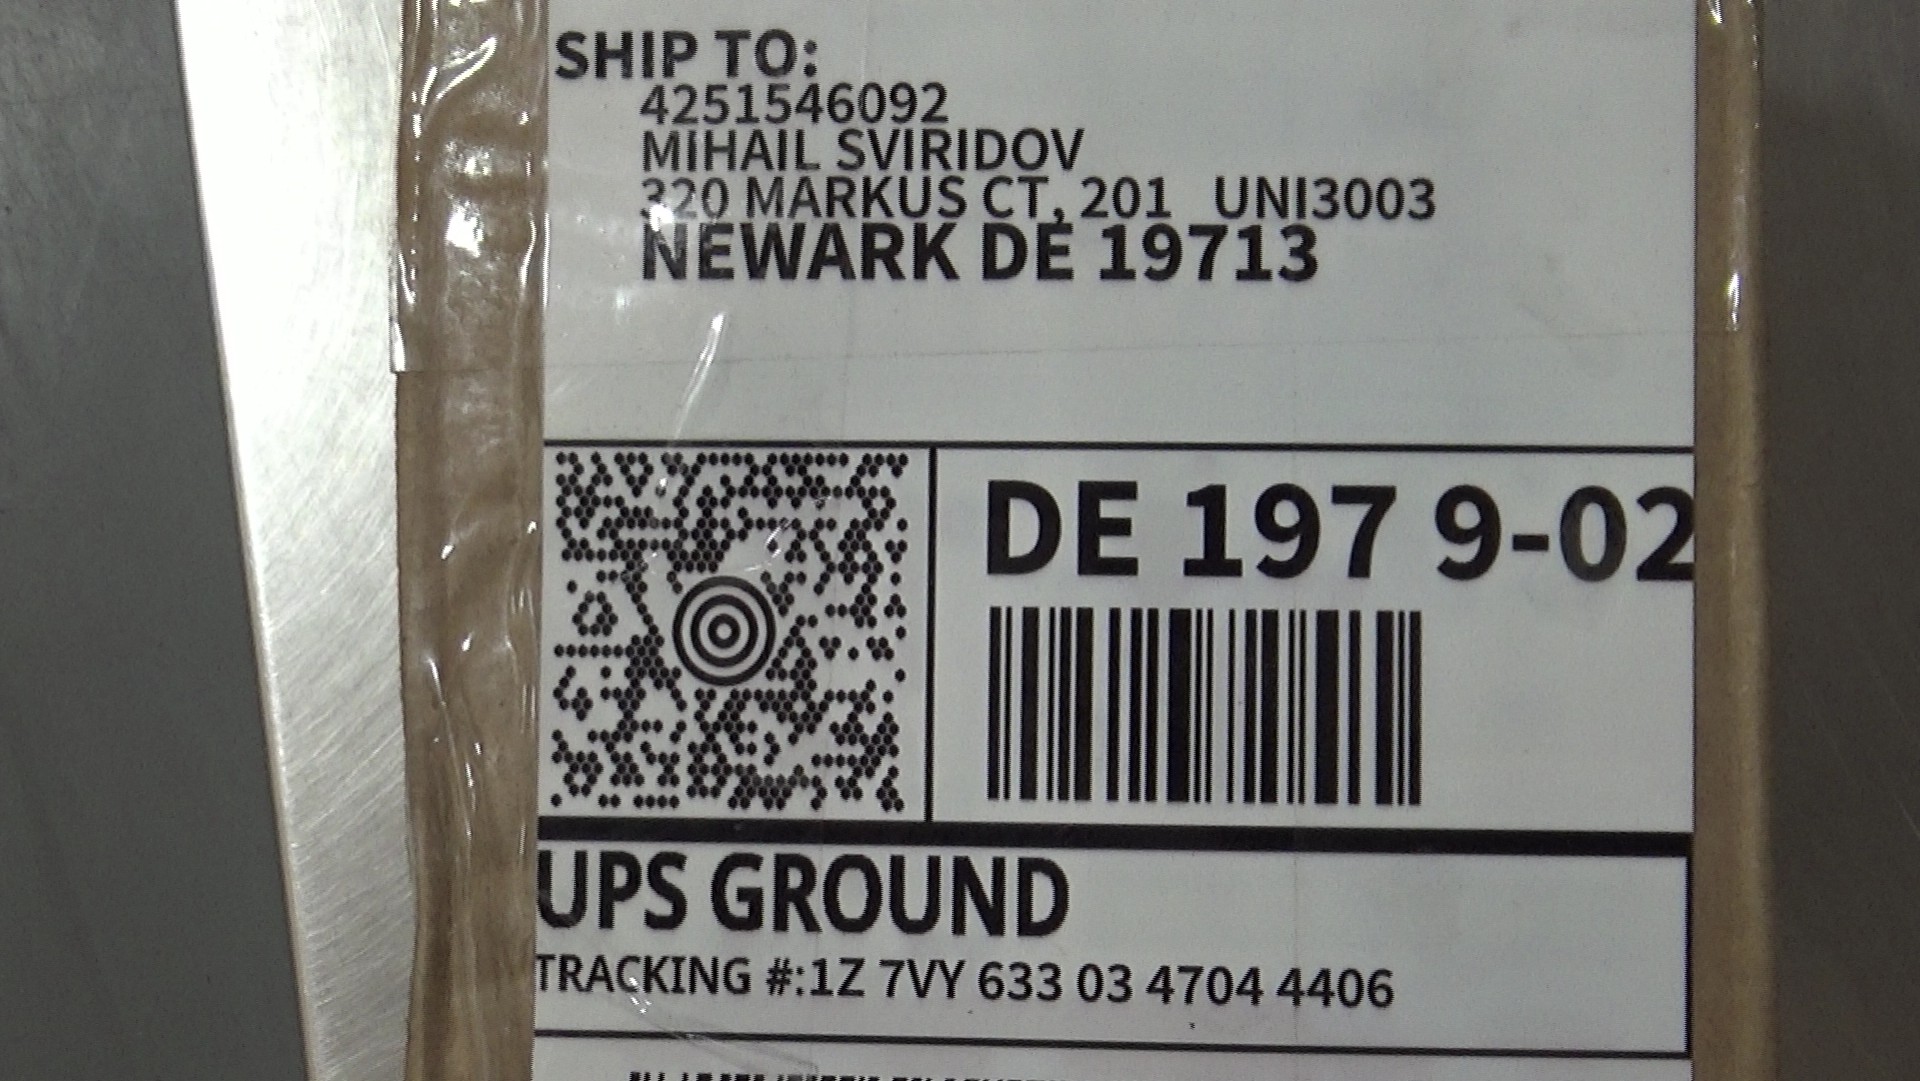 SHIP TO:
4251546092
MIHAIL SVIRIDOV
320 MARKUS CT, 201 UNI3003
NEWARK DE 19713
DE 197 9-02
UPS GROUND
TRACKING #:1Z 7VY 633 03 4704 4406